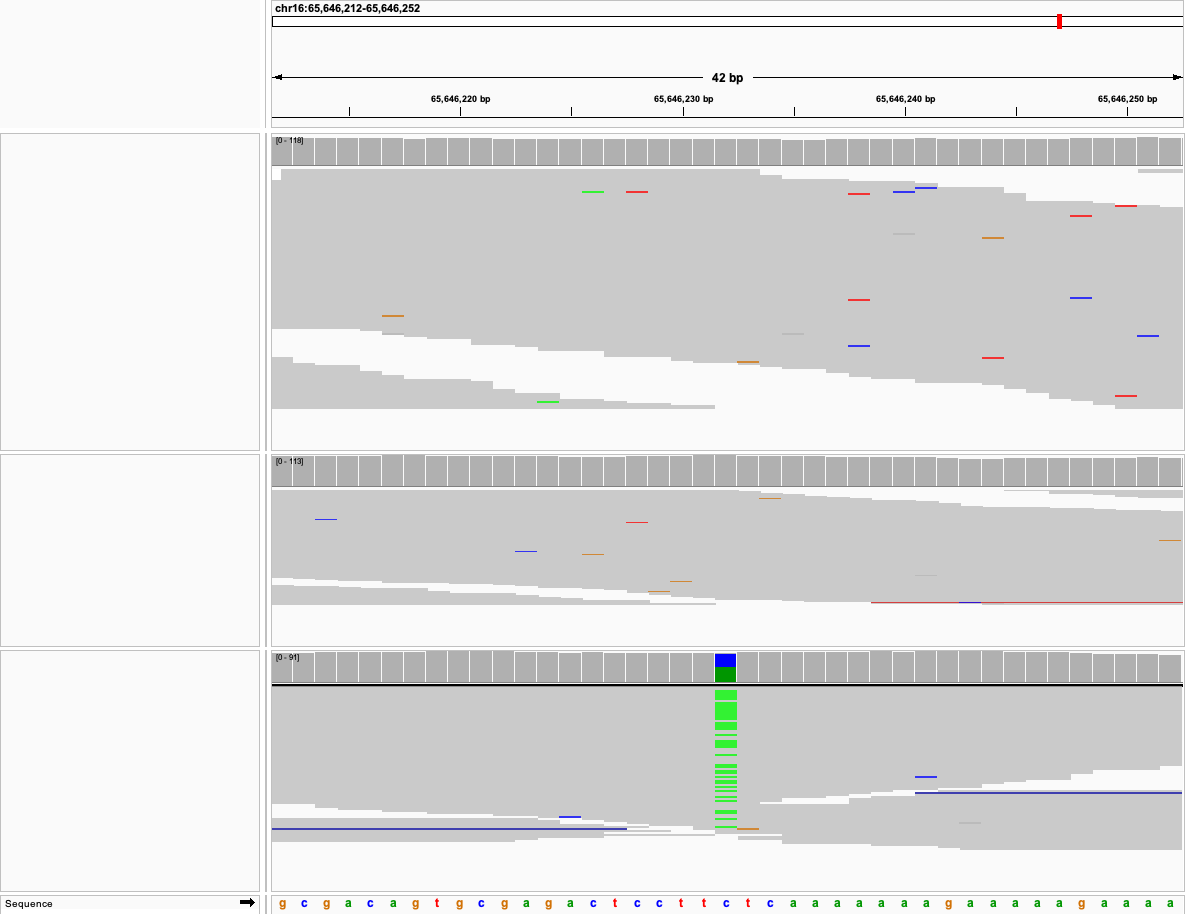 chr16:65,646,212-65,646,252
42 bp
65,646,220 bp 65,646,230 bp 65,646,240 bp 65,646,250 bp
[0 - 118]
[0 - 113]
[0 - 91]
Sequence g c g a c a g t g c g a g a c t c c t t c t c a a a a a a a g a a a a a g a a a a